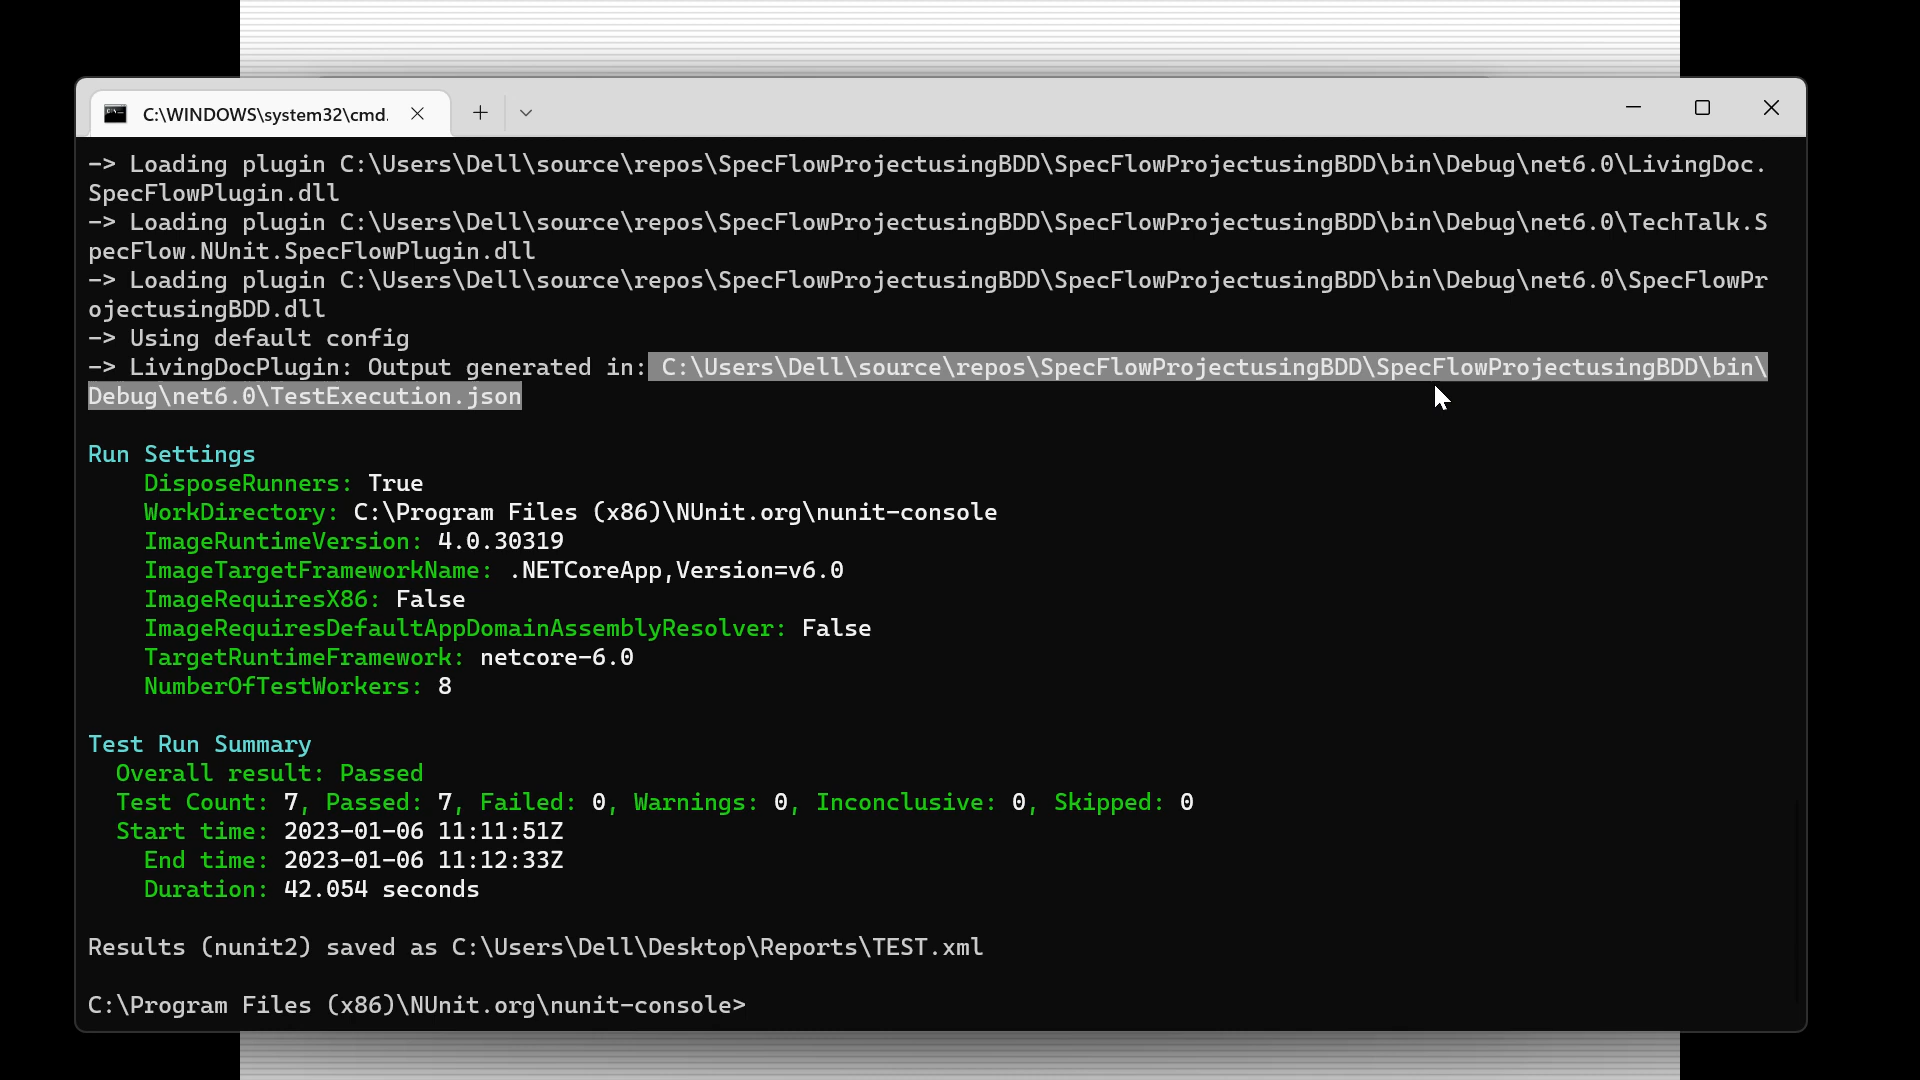 C:\WINDOWS\system32\cmd.
-> Loading plugin C:\Users\Dell\source\repos\SpecFlowProjectusingBDD\SpecFlowProjectusingBDD\bin\Debug\net6.0\LivingDoc.
SpecFlowPlugin.dll
-> Loading plugin C:\Users\Dell\source\repos\SpecFlowProjectusingBDD\SpecFlowProjectusingBDD\bin\Debug\net6.0\TechTalk.S
pecFlow.NUnit.SpecFlowPlugin.dll
-> Loading plugin C:\Users\Dell\source\repos\SpecFlowProjectusingBDD\SpecFlowProjectusingBDD\bin\Debug\net6.0\SpecFlowPr
ojectusingBDD.dll
-> Using default config
-> LivingDocPlugin: Output generated in: C:\Users\Dell\source\repos\SpecFlowProjectusingBDD\SpecFlowProjectusingBDD\bin\
Debug\net6.0\TestExecution.json
Run Settings
DisposeRunners: True
WorkDirectory: C:\Program Files (x86)\NUnit.org\nunit-console
ImageRuntimeVersion: 4.0.30319
ImageTargetFrameworkName: .NETCoreApp,Version=v6.0
ImageRequiresX86: False
ImageRequiresDefaultAppDomainAssemblyResolver: False
TargetRuntimeFramework: netcore-6.0
NumberOfTestWorkers: 8
Test Run Summary
Overall result: Passed
Test Count: 7, Passed: 7, Failed: 0, Warnings: 0, Inconclusive: 0, Skipped: 0
Start time: 2023-01-06 11:11:51Z
End time: 2023-01-06 11:12:33Z
Duration: 42.054 seconds
Results (nunit2) saved as C:\Users\Dell\Desktop\Reports\TEST.xml
C:\Program Files (x86)\NUnit.org\nunit-console>